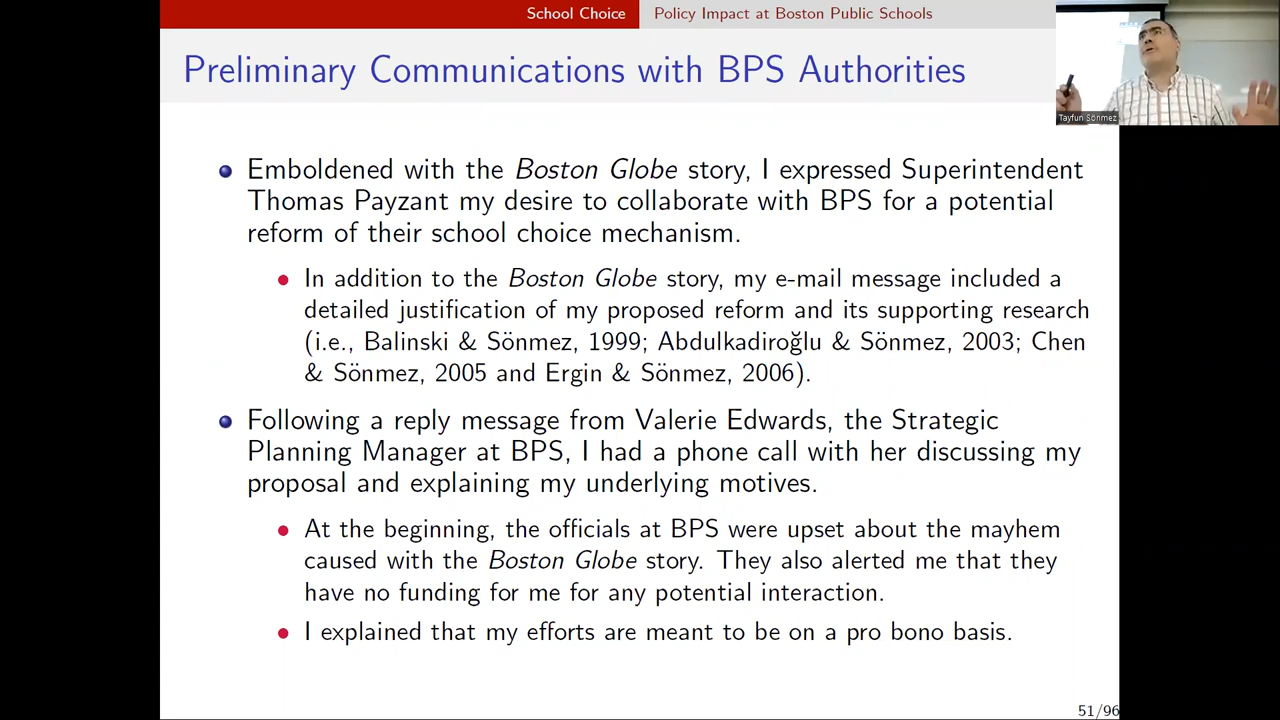 School Choice Policy Impact at Boston Public Schools
Preliminary Communications with BPS Authorities
Tayfun Sönmez
Emboldened with the Boston Globe story, I expressed Superintendent
Thomas Payzant my desire to collaborate with BPS for a potential
reform of their school choice mechanism.
In addition to the Boston Globe story, my e-mail message included a
detailed justification of my proposed reform and its supporting research
(i.e., Balinski & Sönmez, 1999; Abdulkadiroğlu & Sönmez, 2003; Chen
& Sönmez, 2005 and Ergin & Sönmez, 2006).
Following a reply message from Valerie Edwards, the Strategic
Planning Manager at BPS, I had a phone call with her discussing my
proposal and explaining my underlying motives.
At the beginning, the officials at BPS were upset about the mayhem
caused with the Boston Globe story. They also alerted me that they
have no funding for me for any potential interaction.
I explained that my efforts are meant to be on a pro bono basis.
51/96